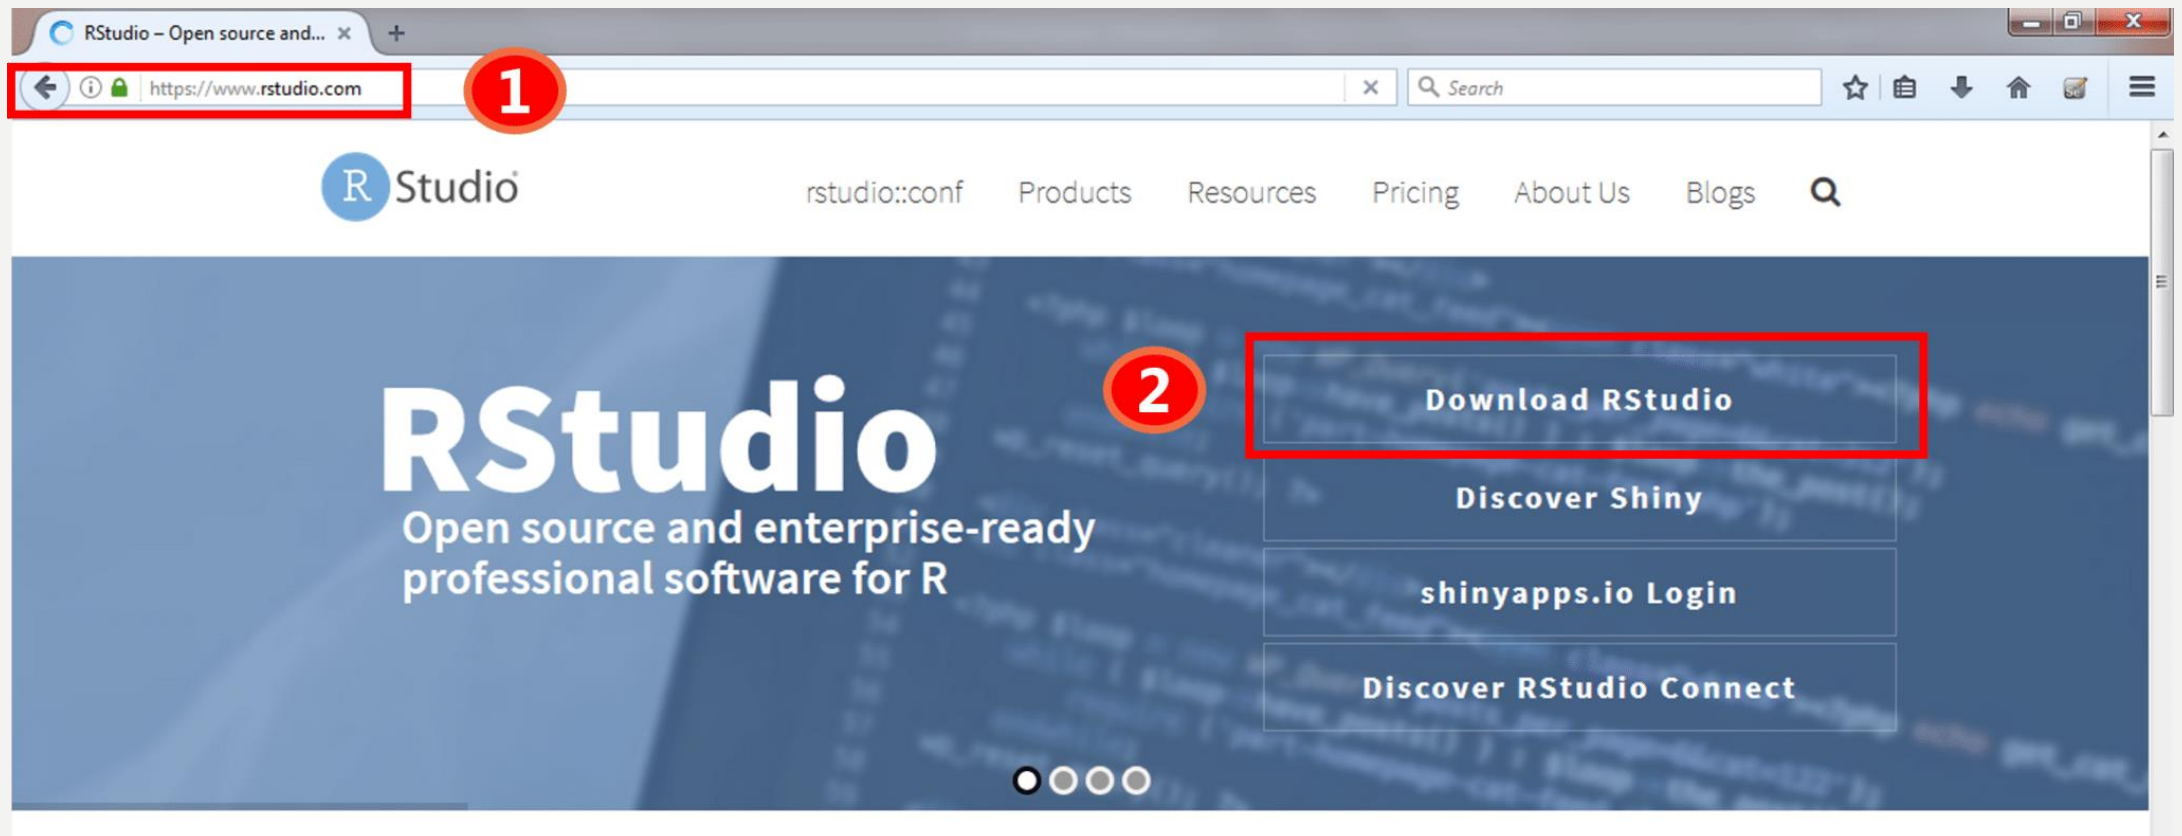 RStudio – Open source and...
https://www.rstudio.com
1
Search
R Studio
rstudio::conf Products Resources Pricing About Us Blogs
RStudio
Open source and enterprise-ready
professional software for R
2
Download RStudio
Discover Shiny
shinyapps.io Login
Discover RStudio Connect